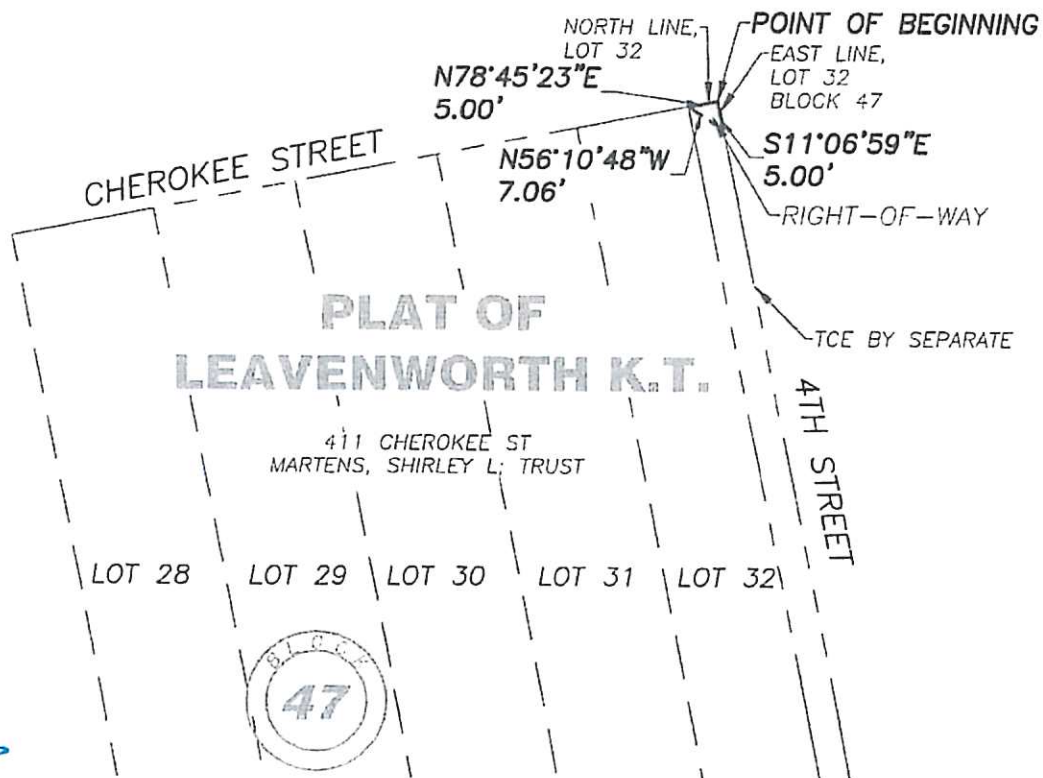 POINT OF BEGINNING
NORTH LINE,
LOT 32
EAST LINE,
LOT 32
BLOCK 47
N78°45'23"E
5.00'
S11°06'59"E
5.00'
N56°10'48"W
7.06'
RIGHT-OF-WAY
CHEROKEE STREET
PLAT OF
LEAVENWORTH K.T.
TCE BY SEPARATE
4TH STREET
411 CHEROKEE ST
MARTENS, SHIRLEY L; TRUST
LOT 28
LOT 29
LOT 30
LOT 31
LOT 32
BLOCK
47